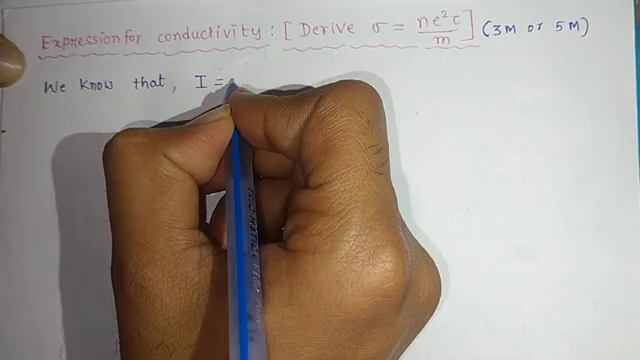 Expression for conductivity : [ Derive σ = ne²τ/m ] (3M or 5M)
We know that, I =